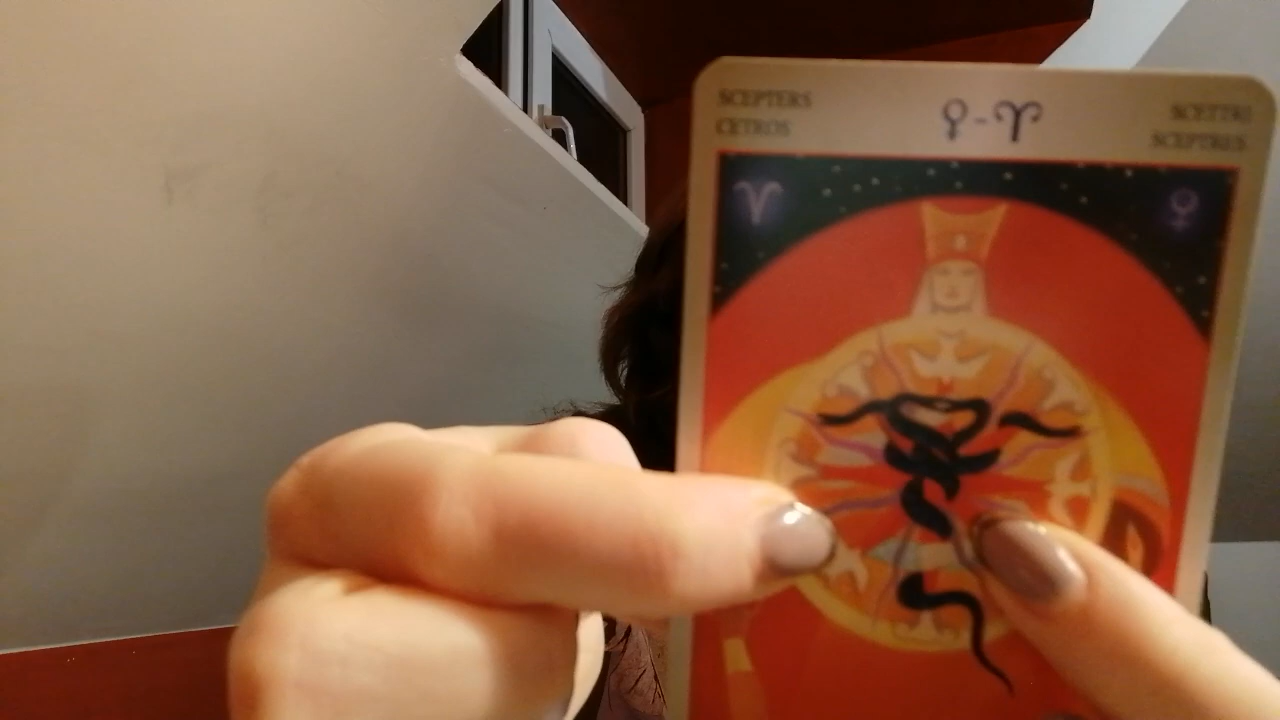 SCEPTERS ♀-♈ SCETTRI
CETROS SCEPTRES
♈ ♀